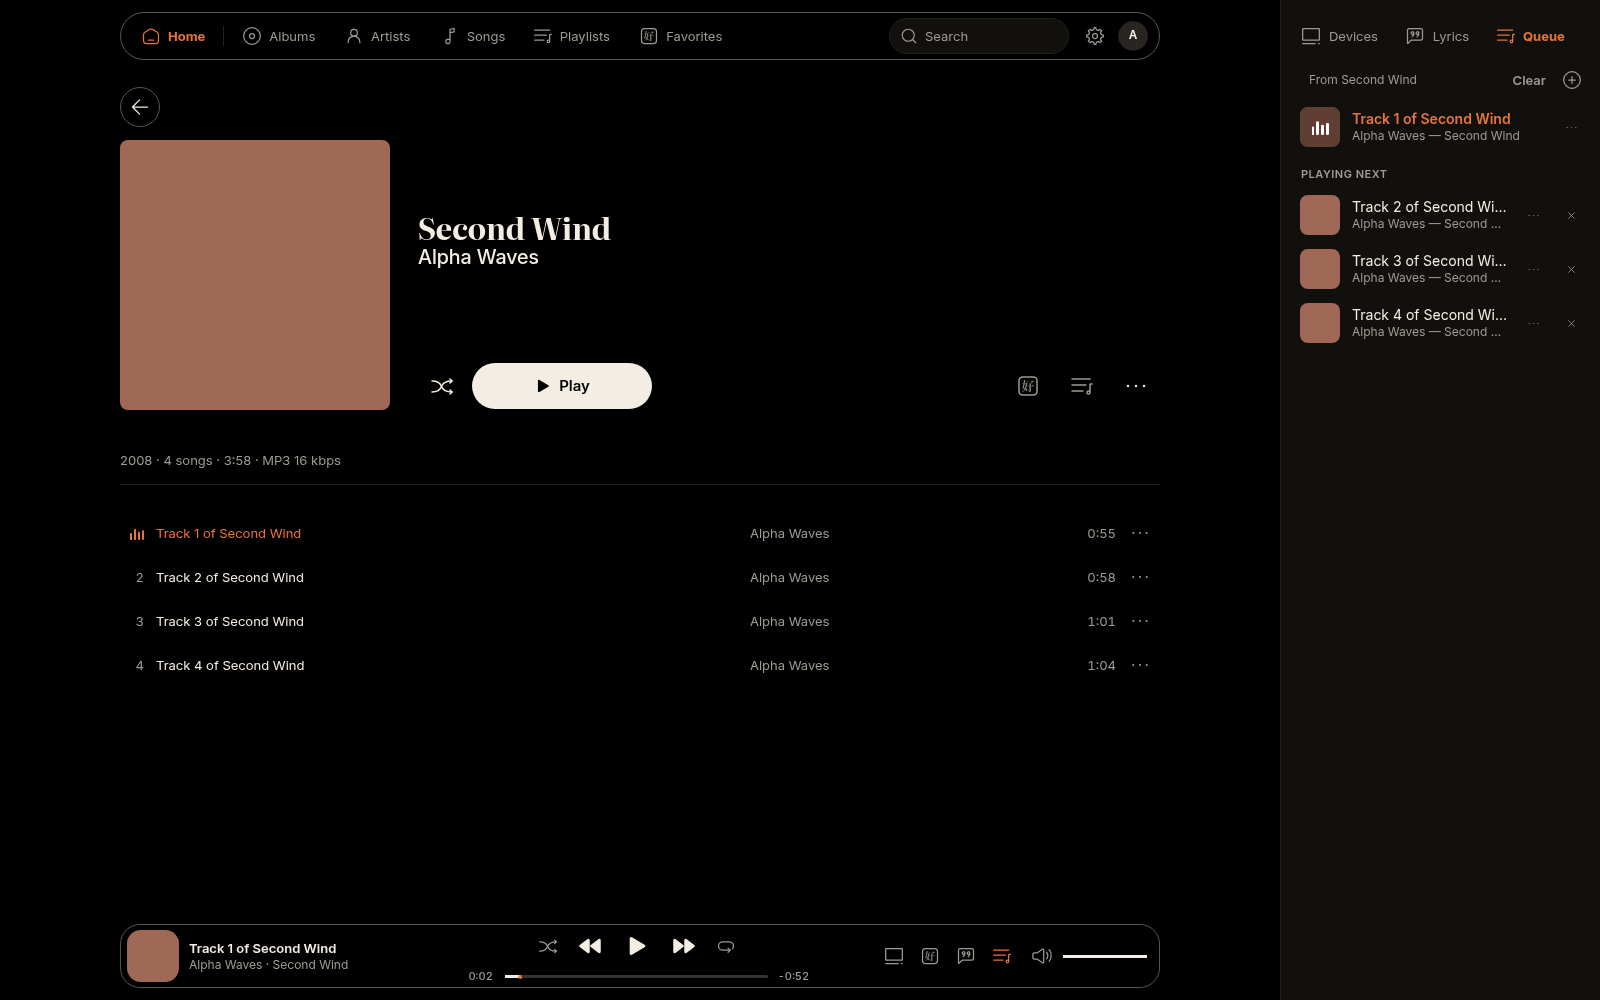 Home
Albums
Artists
Songs
Playlists
好 Favorites
Search
A
Devices
99 Lyrics
Queue
From Second Wind
Clear
Track 1 of Second Wind
Alpha Waves — Second Wind
PLAYING NEXT
Track 2 of Second Wi...
Alpha Waves — Second ...
Track 3 of Second Wi...
Alpha Waves — Second ...
Track 4 of Second Wi...
Alpha Waves — Second ...
Second Wind
Alpha Waves
Play
好
2008 · 4 songs · 3:58 · MP3 16 kbps
Track 1 of Second Wind Alpha Waves 0:55
2 Track 2 of Second Wind Alpha Waves 0:58
3 Track 3 of Second Wind Alpha Waves 1:01
4 Track 4 of Second Wind Alpha Waves 1:04
Track 1 of Second Wind
Alpha Waves · Second Wind
0:02
-0:52
好
99